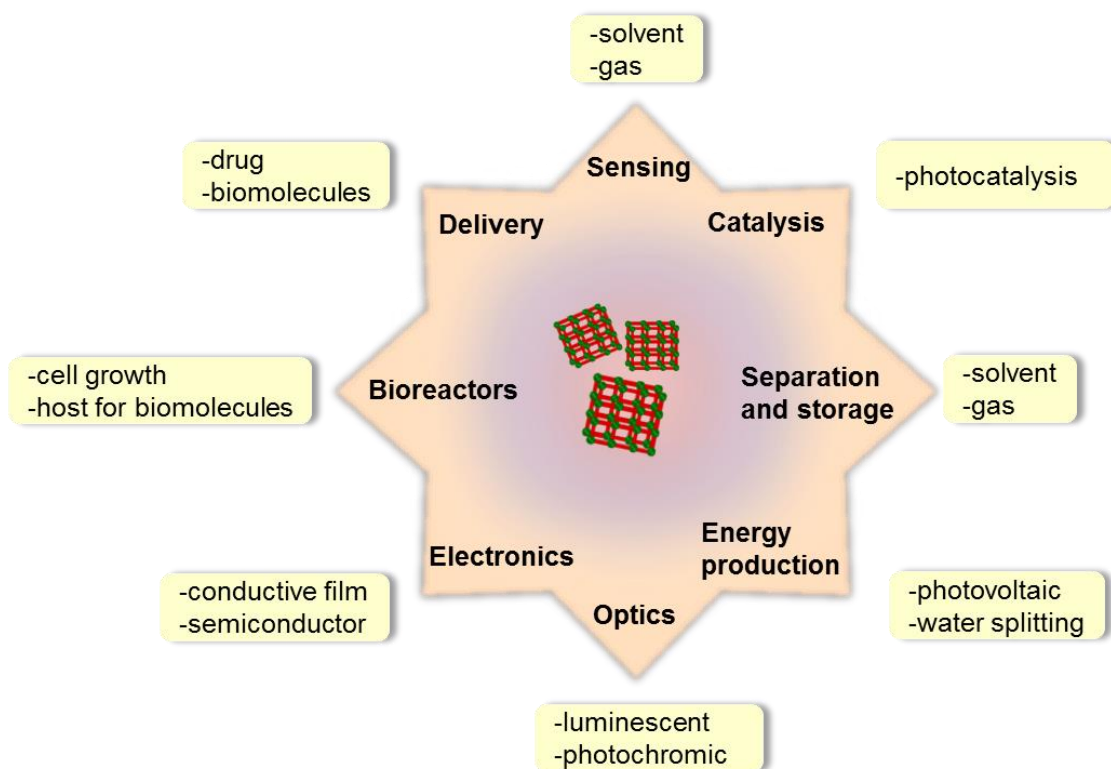 -solvent
-gas
Sensing
-drug
-biomolecules
Delivery
Catalysis
-photocatalysis
-cell growth
-host for biomolecules
Bioreactors
Separation
and storage
-solvent
-gas
Electronics
Energy
production
-conductive film
-semiconductor
Optics
-photovoltaic
-water splitting
-luminescent
-photochromic